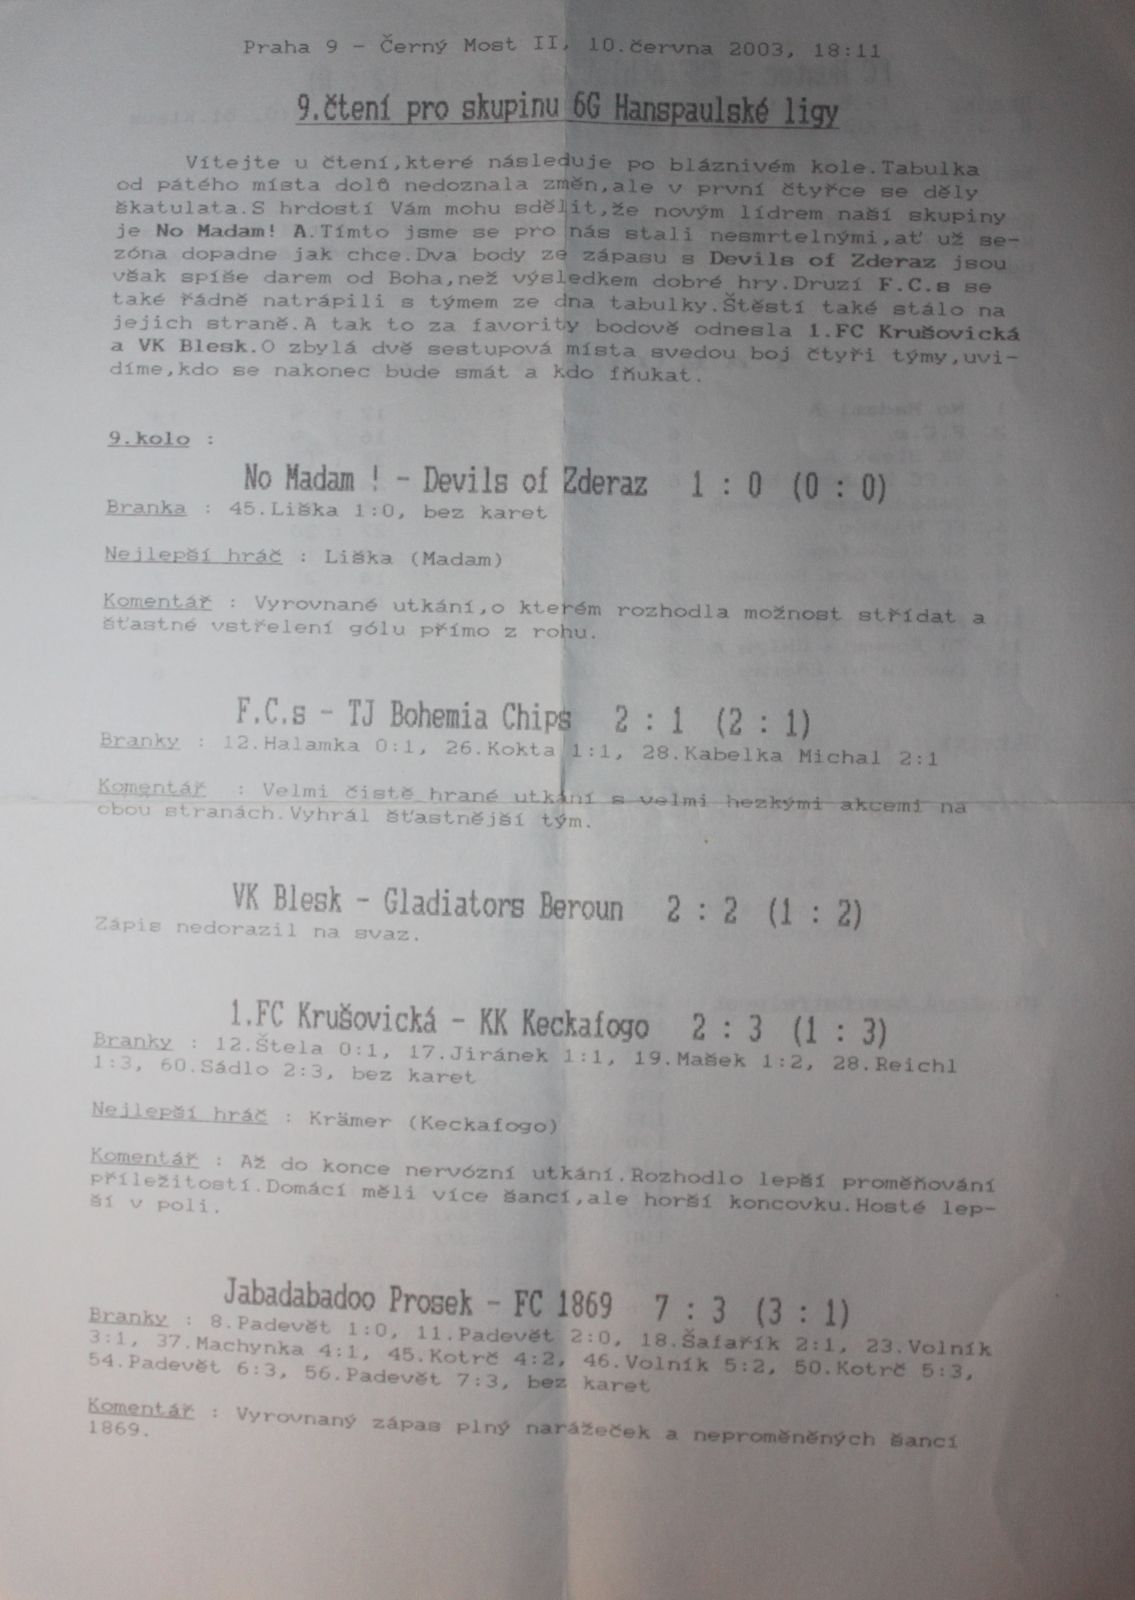 Praha 9 - Černý Most II, 10.června 2003, 18:11
9.čtení pro skupinu 6G Hanspaulské ligy
Vítejte u čtení,které následuje po bláznivém kole.Tabulka
od pátého místa dolů nedoznala změn,ale v první čtyřce se děly
škatulata.S hrdostí Vám mohu sdělit,že novým lídrem naší skupiny
je No Madam! A.Tímto jsme se pro nás stali nesmrtelnými,ať už se-
zóna dopadne jak chce.Dva body ze zápasu s Devils of Zderaz jsou
však spíše darem od Boha,než výsledkem dobré hry.Druzí F.C.s se
také řádně natrápili s týmem ze dna tabulky.Štěstí také stálo na
jejich straně.A tak to za favority bodově odnesla 1.FC Krušovická
a VK Blesk.O zbylá dvě sestupová místa svedou boj čtyři týmy,uvi-
díme,kdo se nakonec bude smát a kdo fňukat.
9.kolo :
No Madam ! - Devils of Zderaz 1 : 0 (0 : 0)
Branka : 45.Liška 1:0, bez karet
Nejlepší hráč : Liška (Madam)
Komentář : Vyrovnané utkání,o kterém rozhodla možnost střídat a
šťastné vstřelení gólu přímo z rohu.
F.C.s - TJ Bohemia Chips 2 : 1 (2 : 1)
Branky : 12.Halamka 0:1, 26.Kokta 1:1, 28.Kabelka Michal 2:1
Komentář : Velmi čistě hrané utkání s velmi hezkými akcemi na
obou stranách.Vyhrál šťastnější tým.
VK Blesk - Gladiators Beroun 2 : 2 (1 : 2)
Zápis nedorazil na svaz.
1.FC Krušovická - KK Keckafogo 2 : 3 (1 : 3)
Branky : 12.Štela 0:1, 17.Jiránek 1:1, 19.Mašek 1:2, 28.Reichl
1:3, 60.Sádlo 2:3, bez karet
Nejlepší hráč : Krämer (Keckafogo)
Komentář : Až do konce nervózní utkání.Rozhodlo lepší proměňování
příležitostí.Domácí měli více šancí,ale horší koncovku.Hosté lep-
ší v poli.
Jabadabadoo Prosek - FC 1869 7 : 3 (3 : 1)
Branky : 8.Padevět 1:0, 11.Padevět 2:0, 18.Šafařík 2:1, 23.Volník
3:1, 37.Machynka 4:1, 45.Kotrč 4:2, 46.Volník 5:2, 50.Kotrč 5:3,
54.Padevět 6:3, 56.Padevět 7:3, bez karet
Komentář : Vyrovnaný zápas plný narážeček a neproměněných šancí
1869.